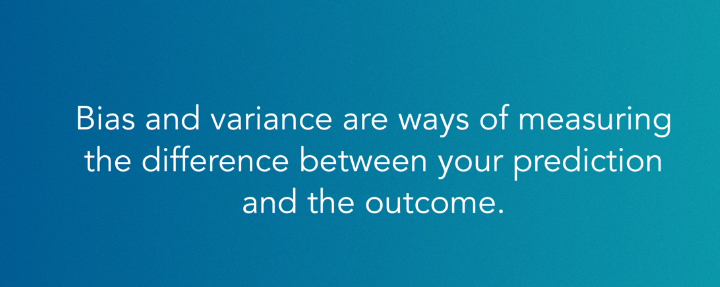 Bias and variance are ways of measuring
the difference between your prediction
and the outcome.